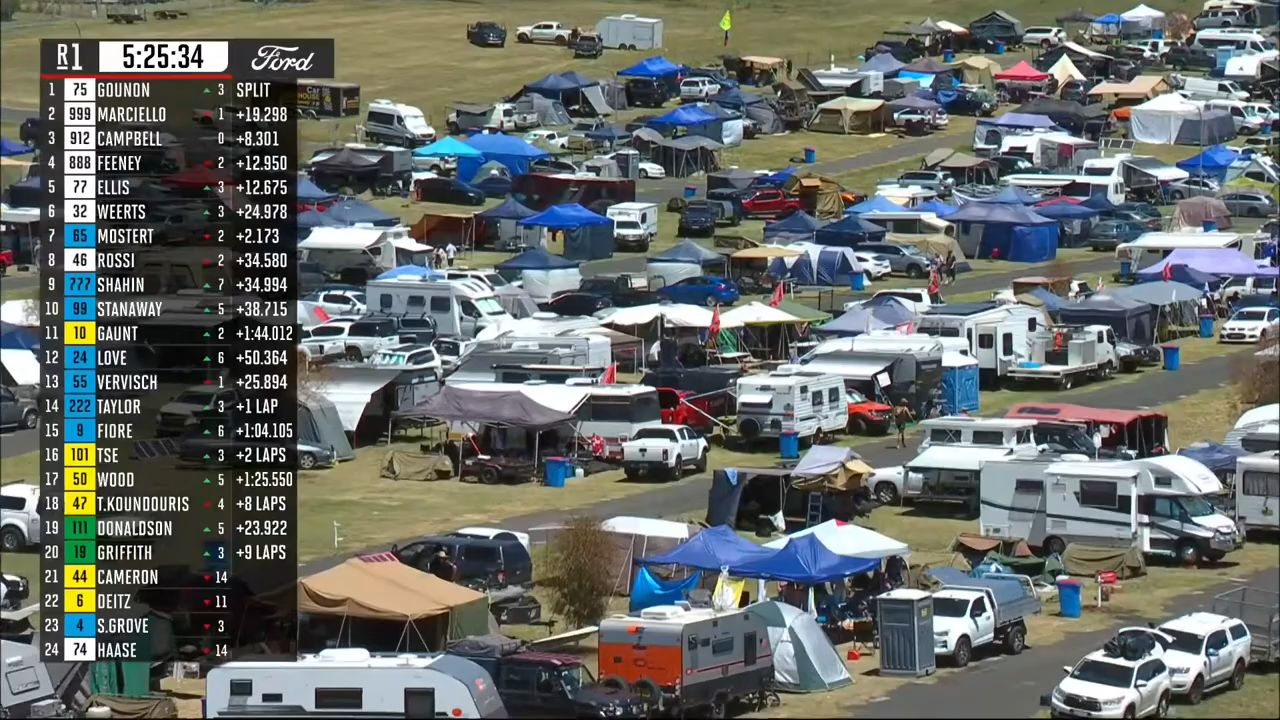 R1 5:25:34 Ford
1 75 GOUNON 3 SPLIT
2 999 MARCIELLO 1 +19.298
3 912 CAMPBELL 0 +8.301
4 888 FEENEY 2 +12.950
5 77 ELLIS 3 +12.675
6 32 WEERTS 3 +24.978
7 65 MOSTERT 2 +2.173
8 46 ROSSI 2 +34.580
9 777 SHAHIN 7 +34.994
10 99 STANAWAY 5 +38.715
11 10 GAUNT 2 +1:44.012
12 24 LOVE 6 +50.364
13 55 VERVISCH 1 +25.894
14 222 TAYLOR 3 +1 LAP
15 9 FIORE 6 +1:04.105
16 101 TSE 3 +2 LAPS
17 50 WOOD 5 +1:25.550
18 47 T.KOUNDOURIS 4 +8 LAPS
19 111 DONALDSON 5 +23.922
20 19 GRIFFITH 3 +9 LAPS
21 44 CAMERON 14
22 6 DEITZ 11
23 4 S.GROVE 3
24 74 HAASE 14